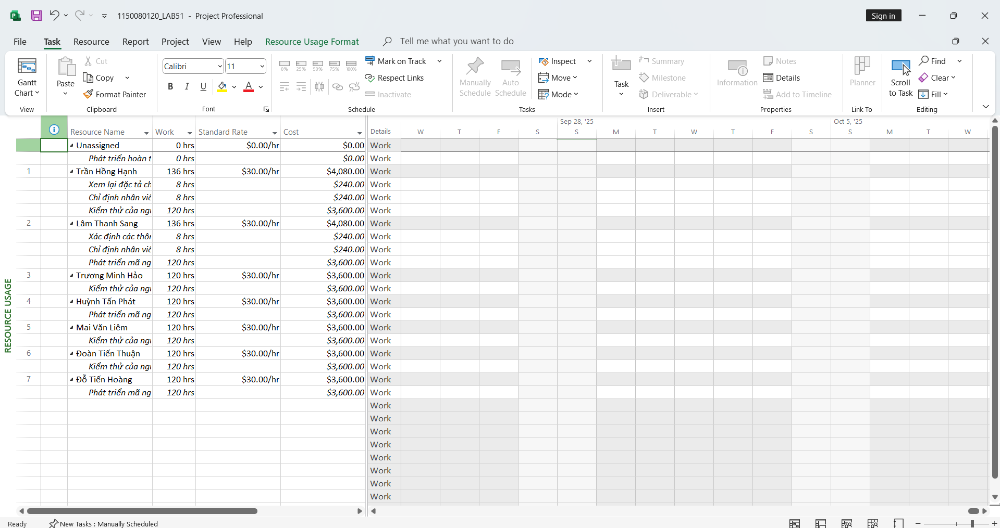 1150080120_LAB51 - Project Professional
Sign in
File Task Resource Report Project View Help Resource Usage Format Tell me what you want to do
Gantt Chart
View
Paste
Cut
Copy
Format Painter
Clipboard
Calibri 11
B I U A
Font
0% 25% 50% 75% 100%
Mark on Track
Respect Links
Inactivate
Schedule
Manually Schedule
Auto Schedule
Inspect
Move
Mode
Tasks
Task
Summary
Milestone
Deliverable
Insert
Information
Notes
Details
Add to Timeline
Properties
Planner
Link To
Scroll to Task
Find
Clear
Fill
Editing
Sep 28, '25 Oct 5, '25
Resource Name Work Standard Rate Cost Details W T F S S M T W T F S S M T W
Unassigned 0 hrs $0.00/hr $0.00 Work
Phát triển hoàn t 0 hrs $0.00 Work
1 Trần Hồng Hạnh 136 hrs $30.00/hr $4,080.00 Work
Xem lại đặc tả ch 8 hrs $240.00 Work
Chỉ định nhân viê 8 hrs $240.00 Work
Kiểm thử của ngu 120 hrs $3,600.00 Work
2 Lâm Thanh Sang 136 hrs $30.00/hr $4,080.00 Work
Xác định các thôn 8 hrs $240.00 Work
Chỉ định nhân viê 8 hrs $240.00 Work
Phát triển mã ng 120 hrs $3,600.00 Work
3 Trương Minh Hảo 120 hrs $30.00/hr $3,600.00 Work
Kiểm thử của ngu 120 hrs $3,600.00 Work
4 Huỳnh Tấn Phát 120 hrs $30.00/hr $3,600.00 Work
Phát triển mã ng 120 hrs $3,600.00 Work
5 Mai Văn Liêm 120 hrs $30.00/hr $3,600.00 Work
Kiểm thử của ngu 120 hrs $3,600.00 Work
6 Đoàn Tiến Thuận 120 hrs $30.00/hr $3,600.00 Work
Kiểm thử của ngu 120 hrs $3,600.00 Work
7 Đỗ Tiến Hoàng 120 hrs $30.00/hr $3,600.00 Work
Phát triển mã ng 120 hrs $3,600.00 Work
Work
Work
Work
Work
Work
Work
Work
Work
RESOURCE USAGE
Ready New Tasks : Manually Scheduled